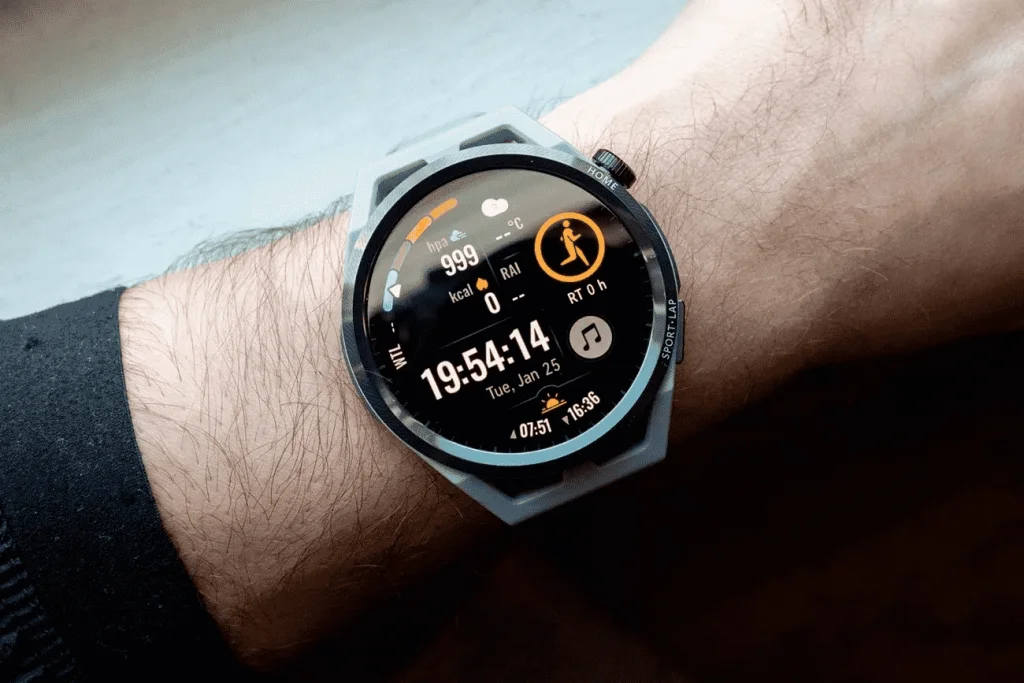 HOME
hpa
999
--°C
kcal
0
RAI
--
RT 0 h
WTL
--
19:54:14
Tue, Jan 25
07:51
16:36
SPORT•LAP